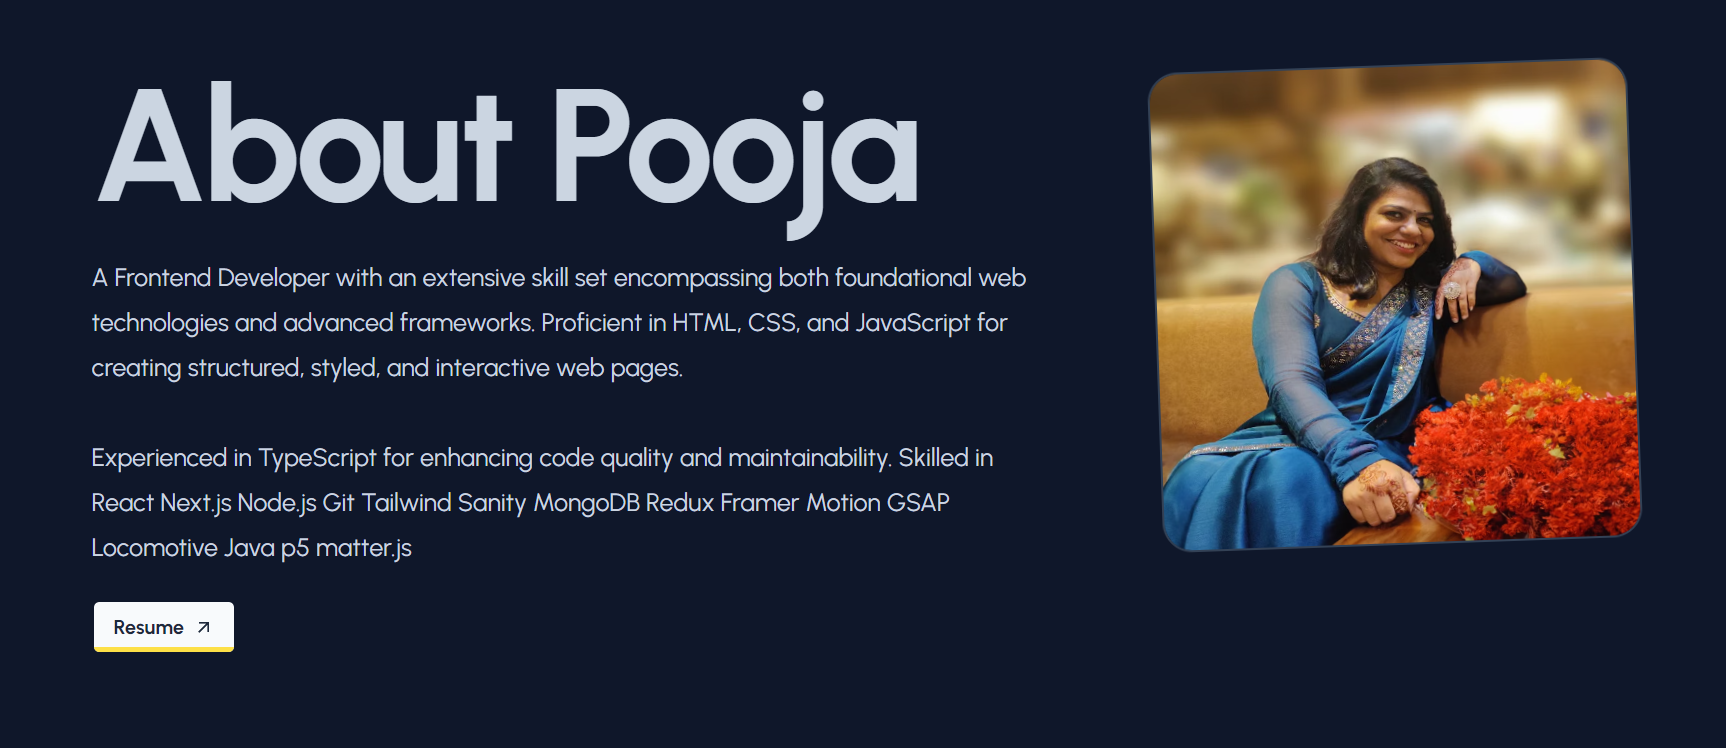 About Pooja
A Frontend Developer with an extensive skill set encompassing both foundational web
technologies and advanced frameworks. Proficient in HTML, CSS, and JavaScript for
creating structured, styled, and interactive web pages.
Experienced in TypeScript for enhancing code quality and maintainability. Skilled in
React Next.js Node.js Git Tailwind Sanity MongoDB Redux Framer Motion GSAP
Locomotive Java p5 matter.js
Resume